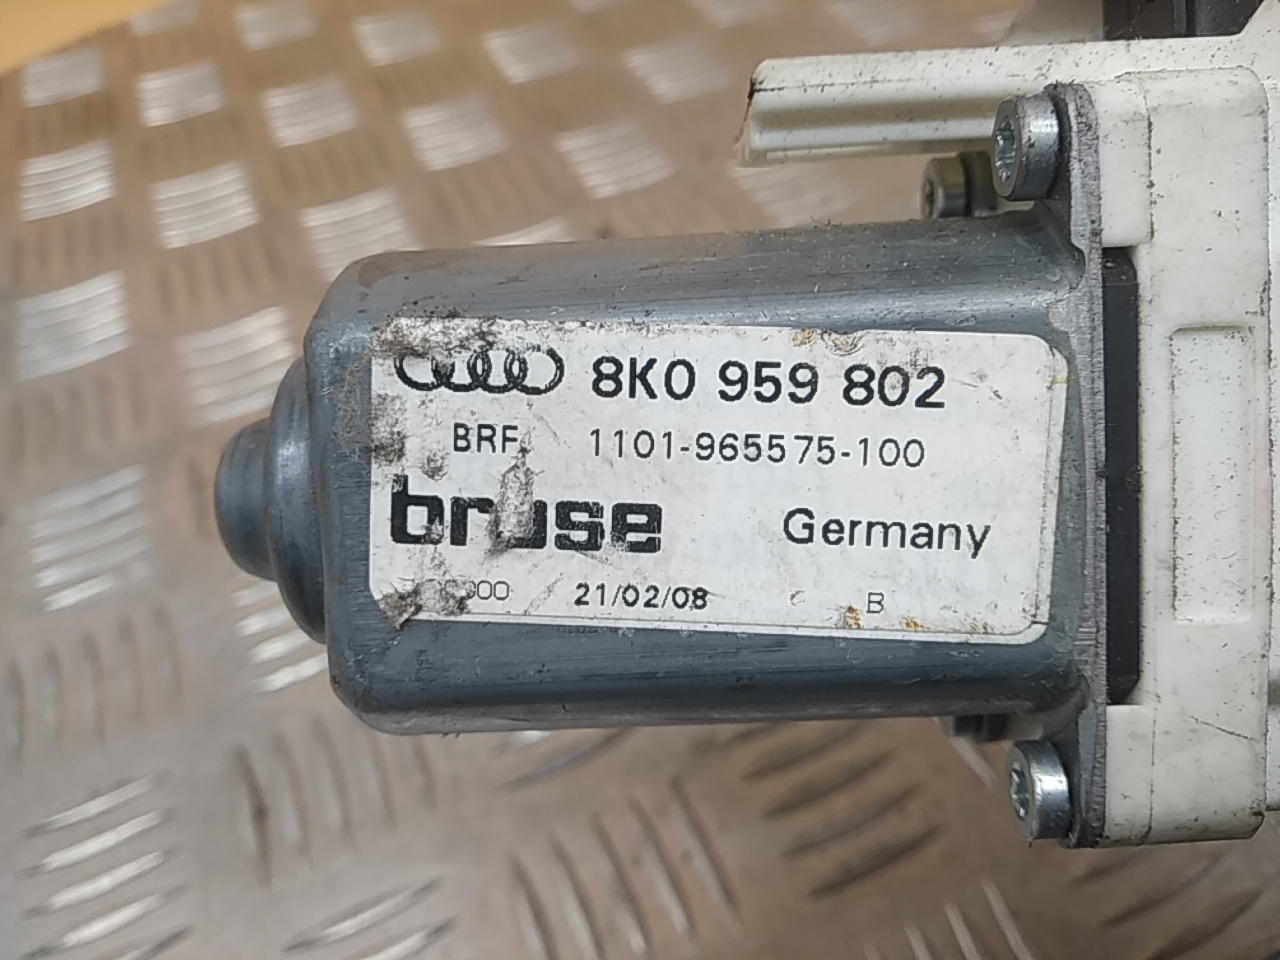 8K0 959 802
BRF. 1101-965575-100
brose Germany
21/02/08 B